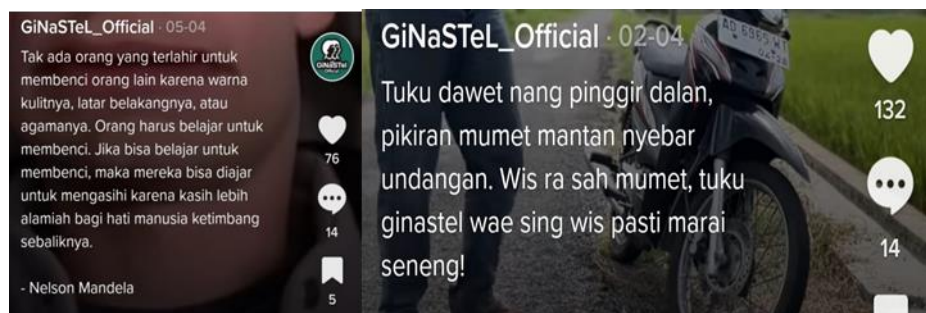 GiNaSTeL_Official · 05-04
Tak ada orang yang terlahir untuk
membenci orang lain karena warna
kulitnya, latar belakangnya, atau
agamanya. Orang harus belajar untuk
membenci. Jika bisa belajar untuk
membenci, maka mereka bisa diajar
untuk mengasihi karena kasih lebih
alamiah bagi hati manusia ketimbang
sebaliknya.
- Nelson Mandela
GiNaSTeL
76
14
5
GiNaSTeL_Official · 02-04
Tuku dawet nang pinggir dalan,
pikiran mumet mantan nyebar
undangan. Wis ra sah mumet, tuku
ginastel wae sing wis pasti marai
seneng!
132
14